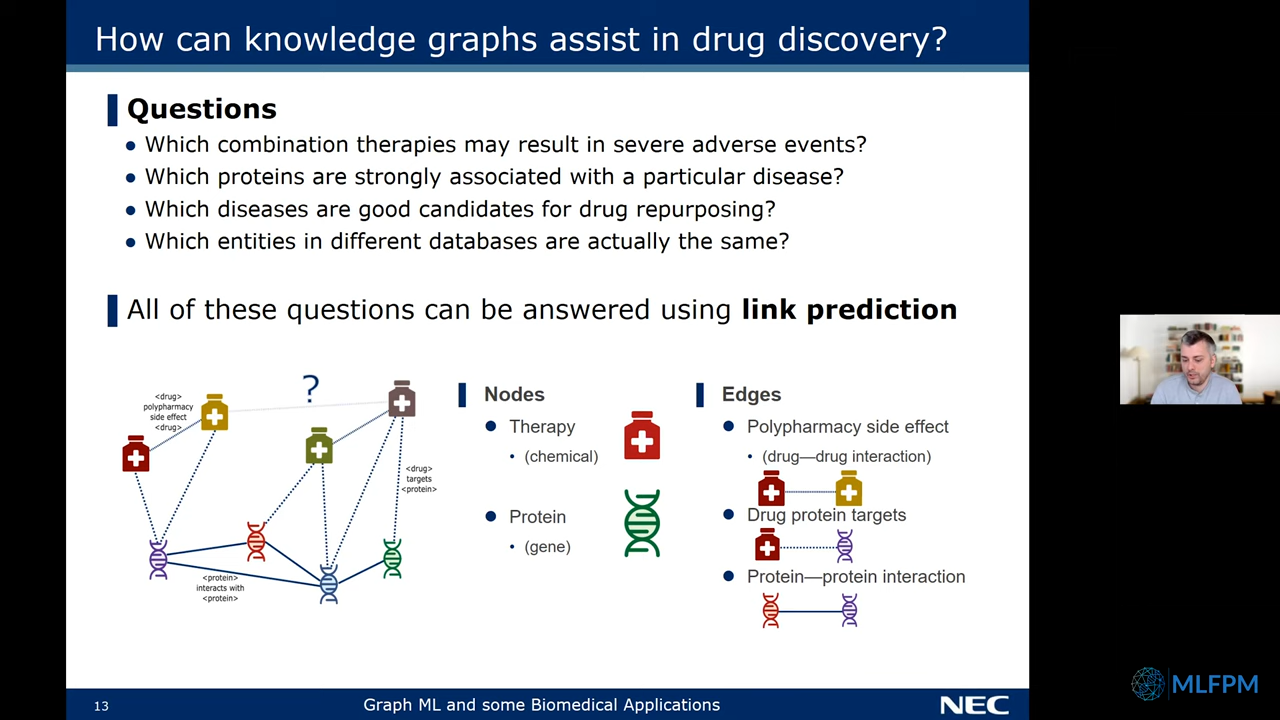 How can knowledge graphs assist in drug discovery?
Questions
• Which combination therapies may result in severe adverse events?
• Which proteins are strongly associated with a particular disease?
• Which diseases are good candidates for drug repurposing?
• Which entities in different databases are actually the same?
All of these questions can be answered using link prediction
?
<drug>
polypharmacy
side effect
<drug>
<drug>
targets
<protein>
<protein>
interacts with
<protein>
Nodes
• Therapy
• (chemical)
• Protein
• (gene)
Edges
• Polypharmacy side effect
• (drug—drug interaction)
• Drug protein targets
• Protein—protein interaction
13
Graph ML and some Biomedical Applications
NEC
MLFPM